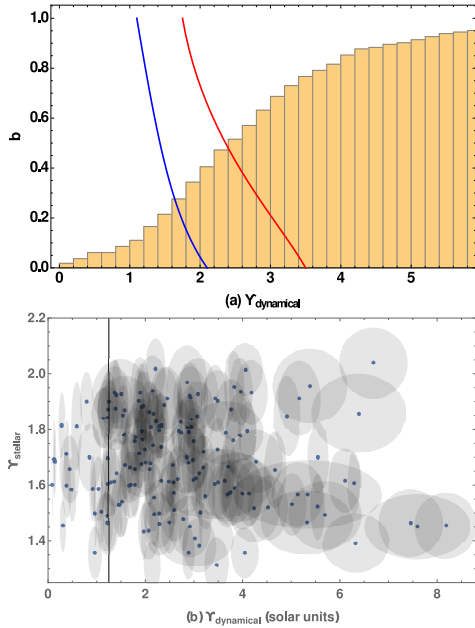 b
1.0
0.8
0.6
0.4
0.2
0.0
0 1 2 3 4 5
(a) ϒdynamical
ϒstellar
2.2
2.0
1.8
1.6
1.4
0 2 4 6 8
(b) ϒdynamical (solar units)